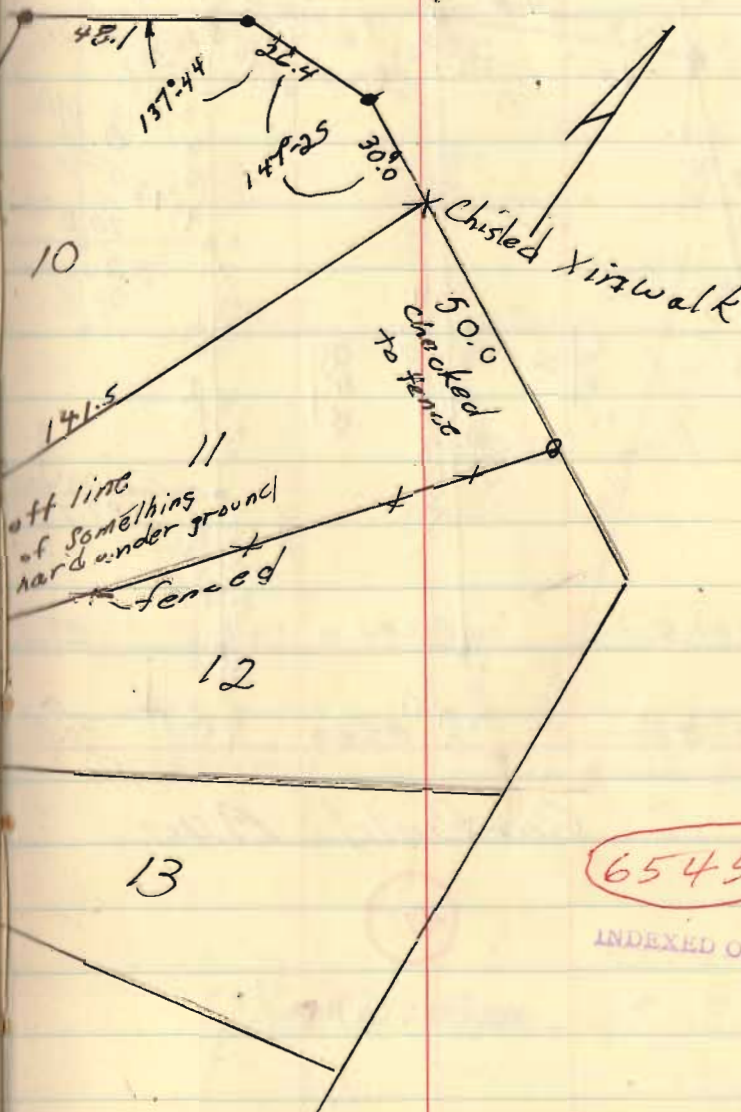 48.1
26.4
137°-44
147-25
30.0
Chisled X in walk
10
50.0
checked
to fence
141.5
11
off line
of something
hard under ground
fenced
12
13
6545
INDEXED O